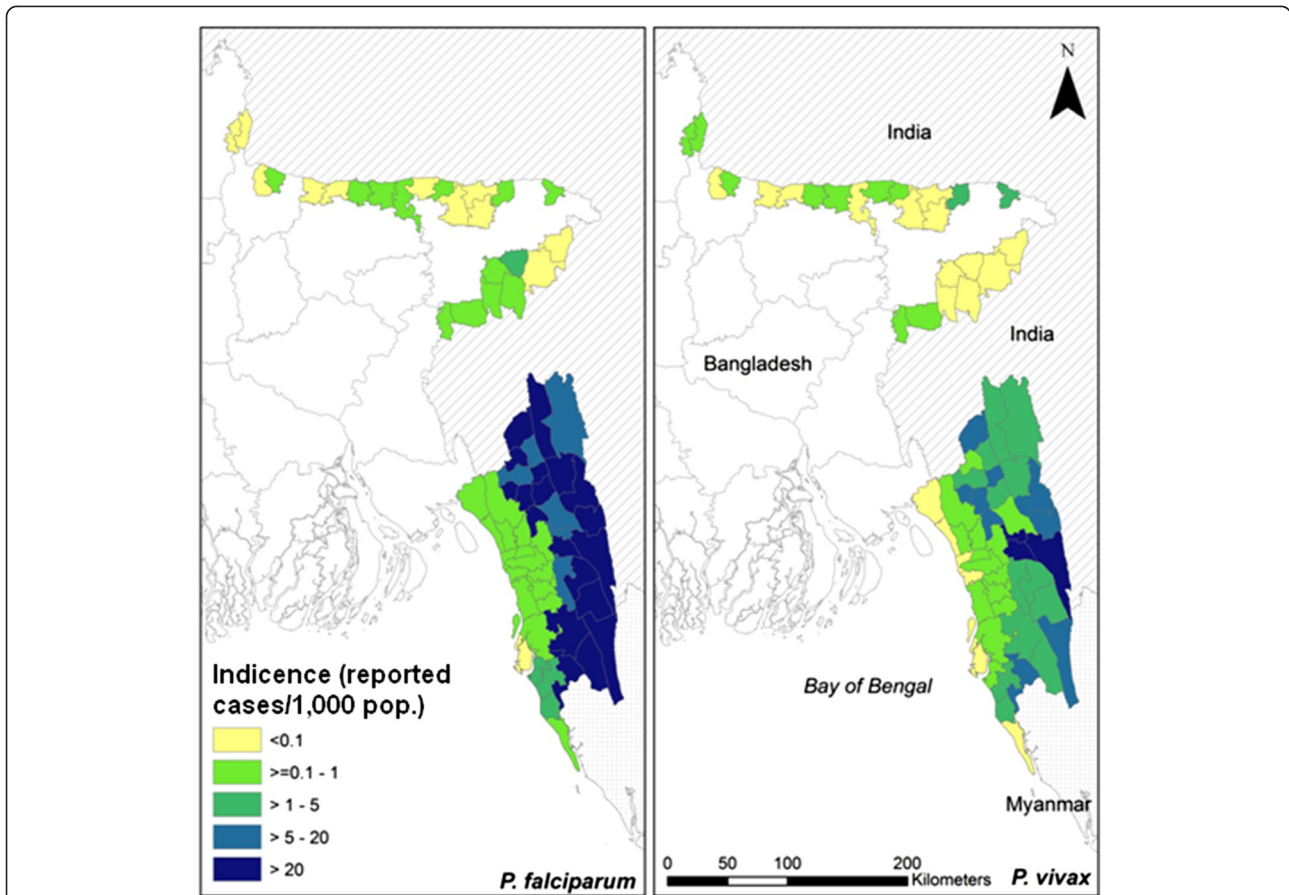 N
India
India
Bangladesh
Bay of Bengal
Myanmar
Indicence (reported
cases/1,000 pop.)
<0.1
>=0.1 - 1
> 1 - 5
> 5 - 20
> 20
P. falciparum
0 50 100 200
Kilometers
P. vivax